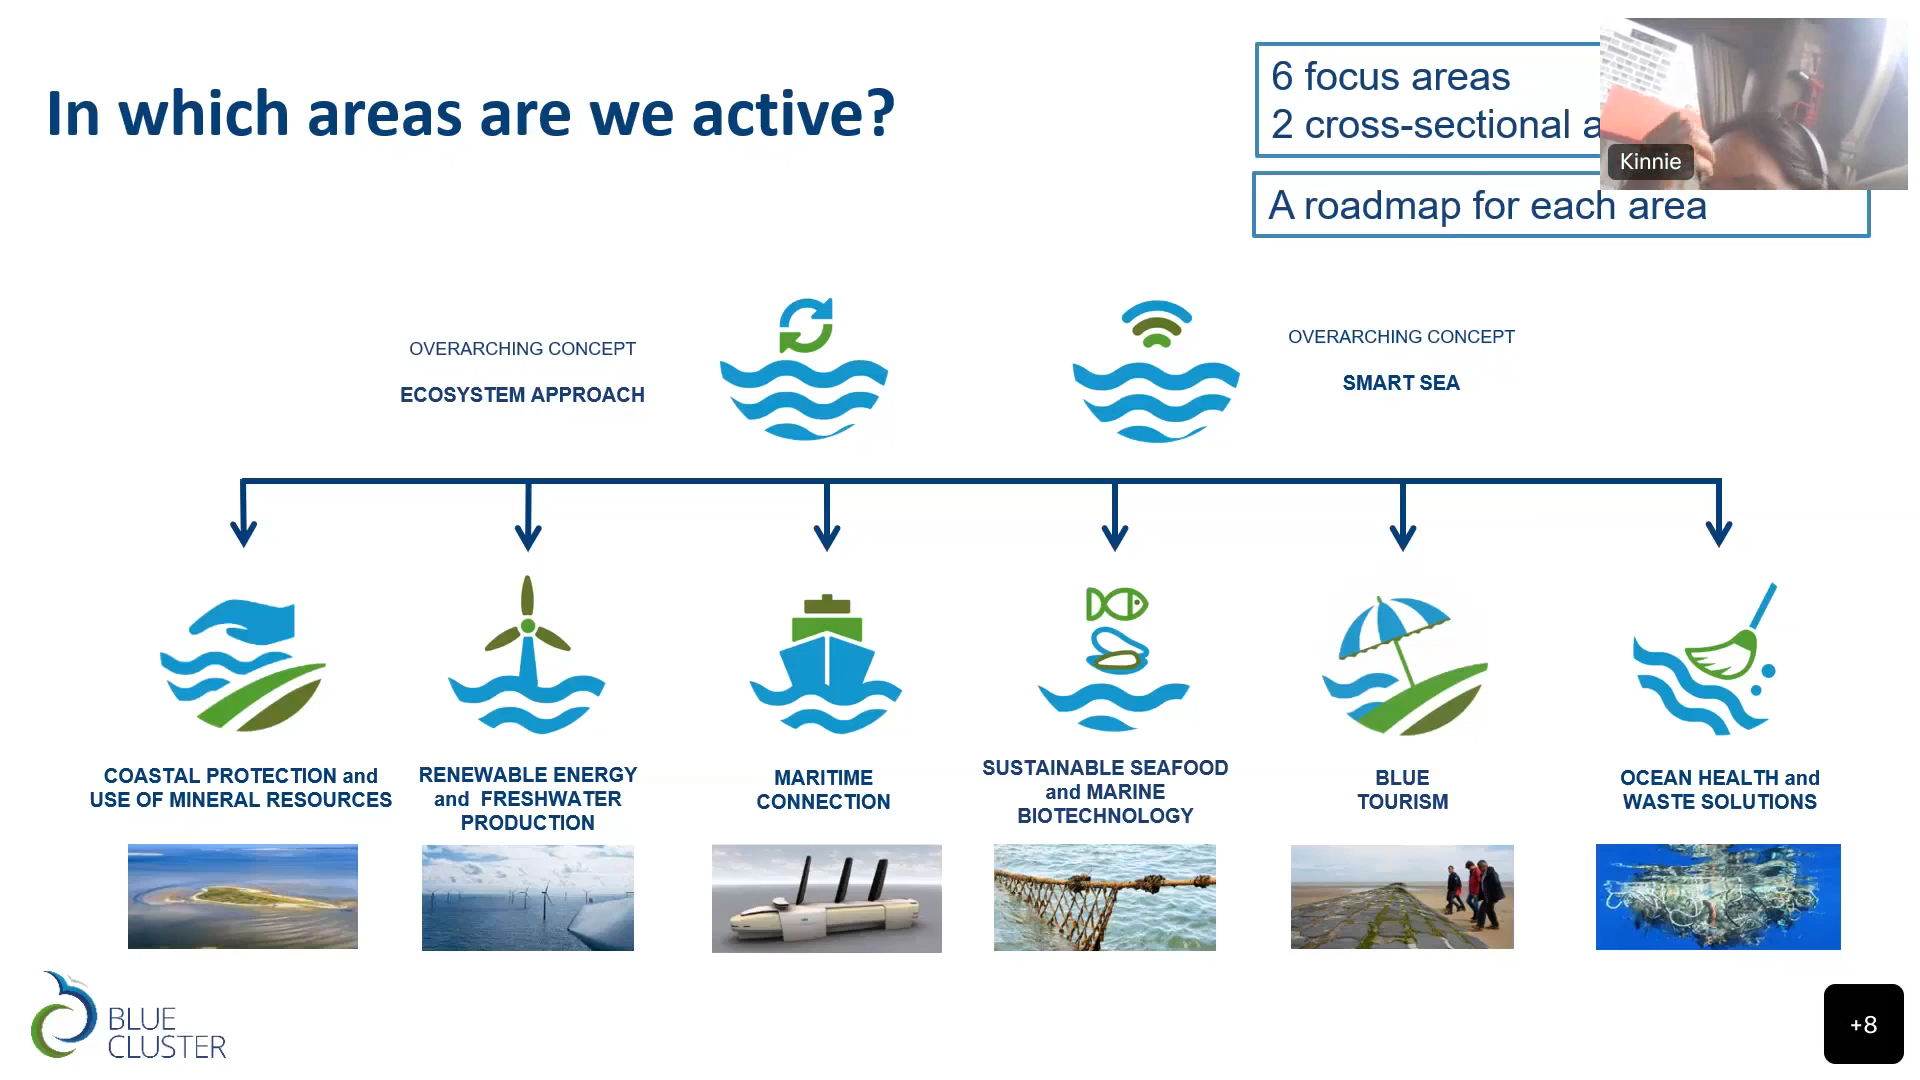 In which areas are we active?
6 focus areas
2 cross-sectional
Kinnie
A roadmap for each area
OVERARCHING CONCEPT
ECOSYSTEM APPROACH
OVERARCHING CONCEPT
SMART SEA
COASTAL PROTECTION and
USE OF MINERAL RESOURCES
RENEWABLE ENERGY
and FRESHWATER
PRODUCTION
MARITIME
CONNECTION
SUSTAINABLE SEAFOOD
and MARINE
BIOTECHNOLOGY
BLUE
TOURISM
OCEAN HEALTH and
WASTE SOLUTIONS
BLUE
CLUSTER
+8